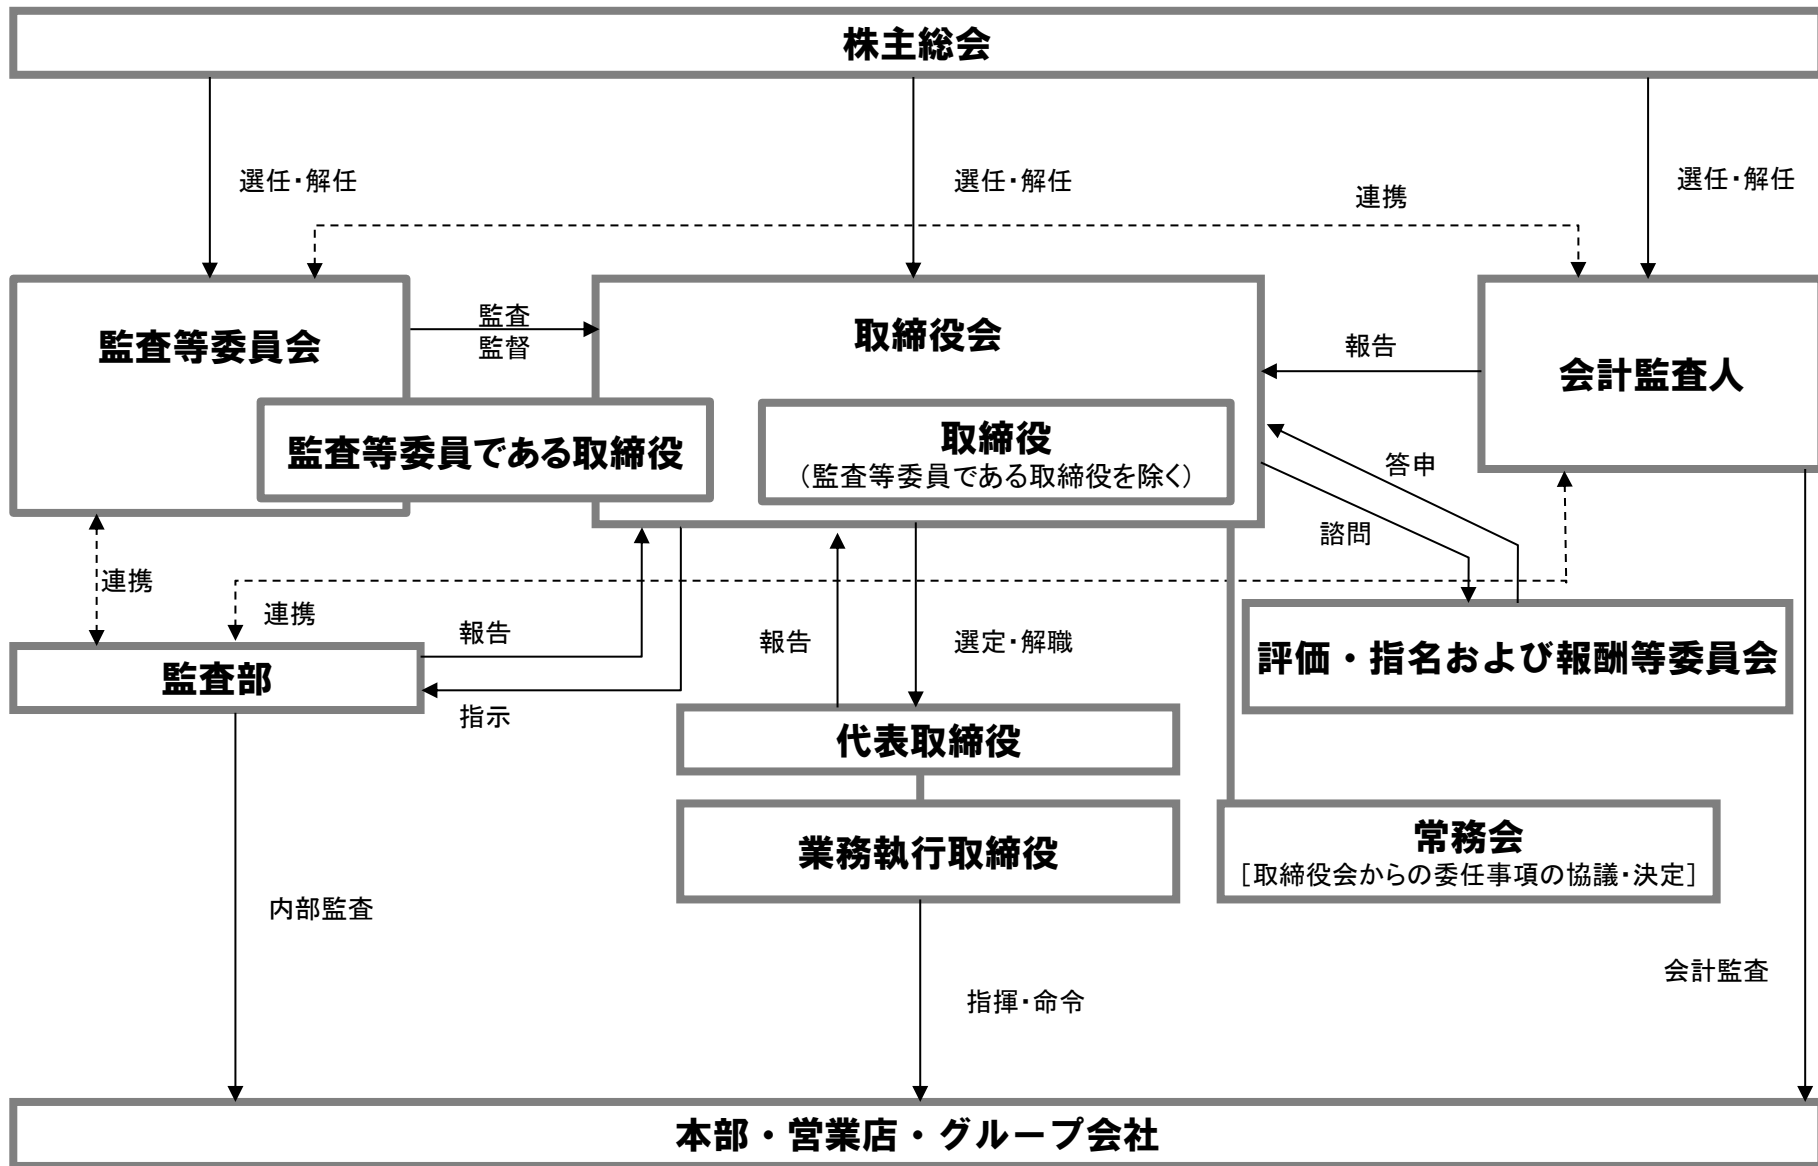 株主総会
選任・解任
選任・解任
選任・解任
連携
監査等委員会
監査
監督
取締役会
報告
会計監査人
監査等委員である取締役
取締役
（監査等委員である取締役を除く）
答申
諮問
連携
連携
報告
報告
選定・解職
評価・指名および報酬等委員会
監査部
指示
代表取締役
業務執行取締役
常務会
［取締役会からの委任事項の協議・決定］
内部監査
会計監査
指揮・命令
本部・営業店・グループ会社